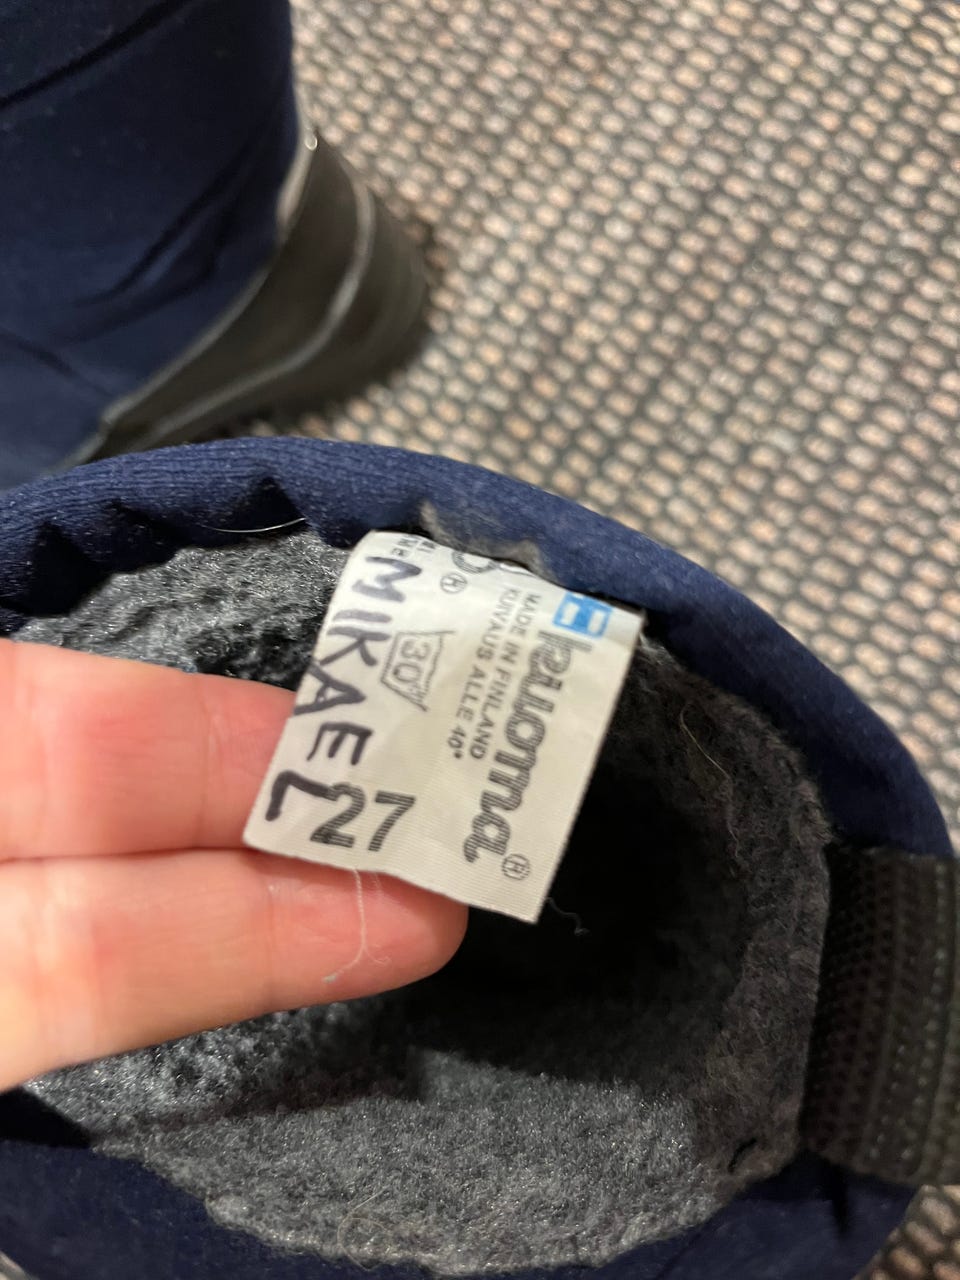 kuoma®
MADE IN FINLAND
KUIVAUS ALLE 40°
30°
MIKAEL
27